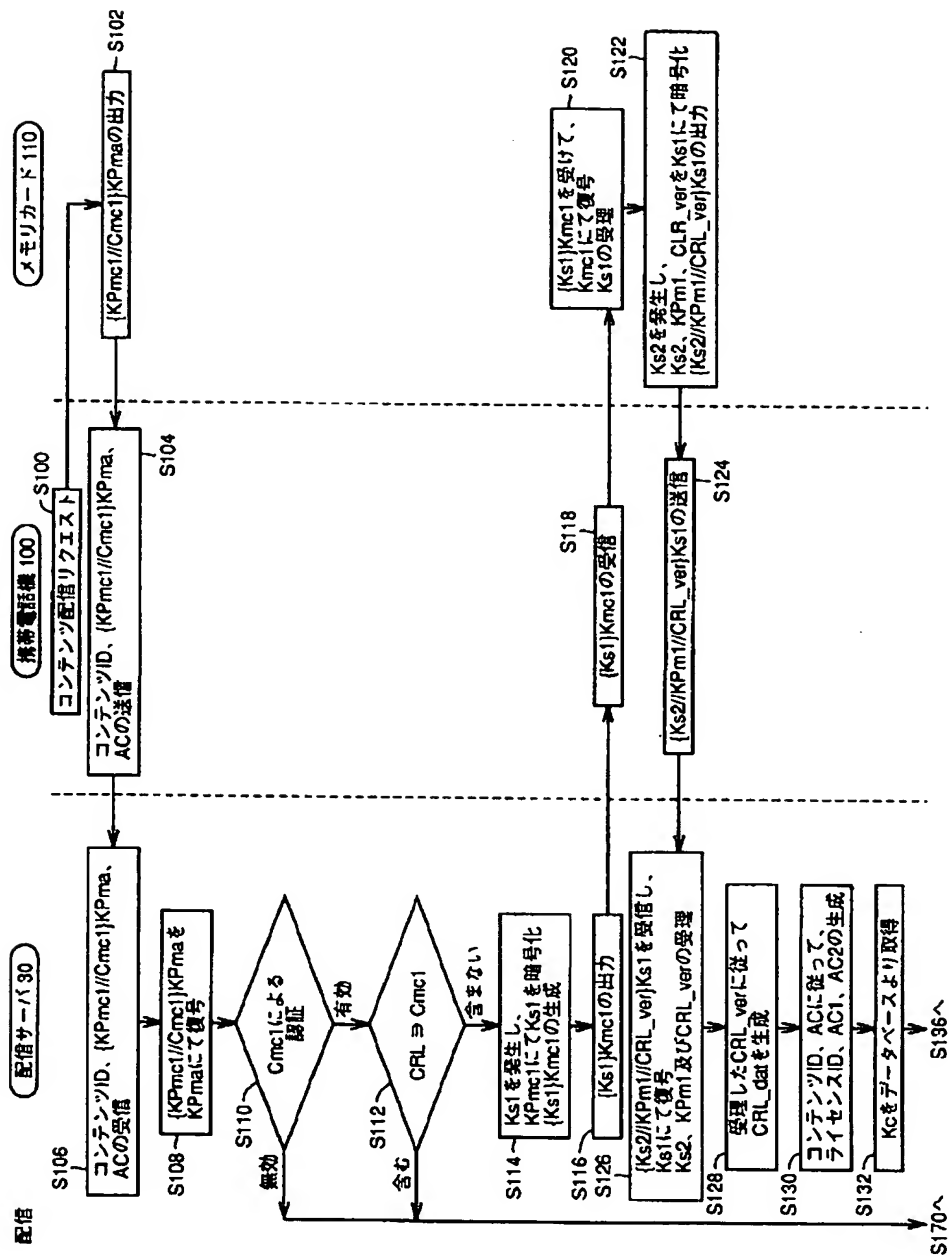 配信
配信サーバ 30
携帯電話機 100
メモリカード 110
コンテンツ配信リクエスト
S100
{KPmc1//Cmc1}KPmaの出力
S102
コンテンツID、{KPmc1//Cmc1}KPma、
ACの送信
S104
S106
コンテンツID、{KPmc1//Cmc1}KPma、
ACの受信
S108
{KPmc1//Cmc1}KPmaを
KPmaにて復号
S110
Cmc1による
認証
無効
有効
S112
CRL∋Cmc1
含む
含まない
S114
Ks1を発生し、
KPmc1にてKs1を暗号化
{Ks1}Kmc1の生成
S116
{Ks1}Kmc1の出力
S118
{Ks1}Kmc1の受信
S120
{Ks1}Kmc1を受けて、
Kmc1にて復号
Ks1の受理
S122
Ks2を発生し、
Ks2、KPm1、CLR_verをKs1にて暗号化
{Ks2//KPm1//CRL_ver}Ks1の出力
{Ks2//KPm1//CRL_ver}Ks1の送信
S124
S126
{Ks2//KPm1//CRL_ver}Ks1を受信し、
Ks1にて復号
Ks2、KPm1及びCRL_verの受理
S128
受理したCRL_verに従って
CRL_datを生成
S130
コンテンツID、ACに従って、
ライセンスID、AC1、AC2の生成
S132
Kcをデータベースより取得
S170へ
S136へ